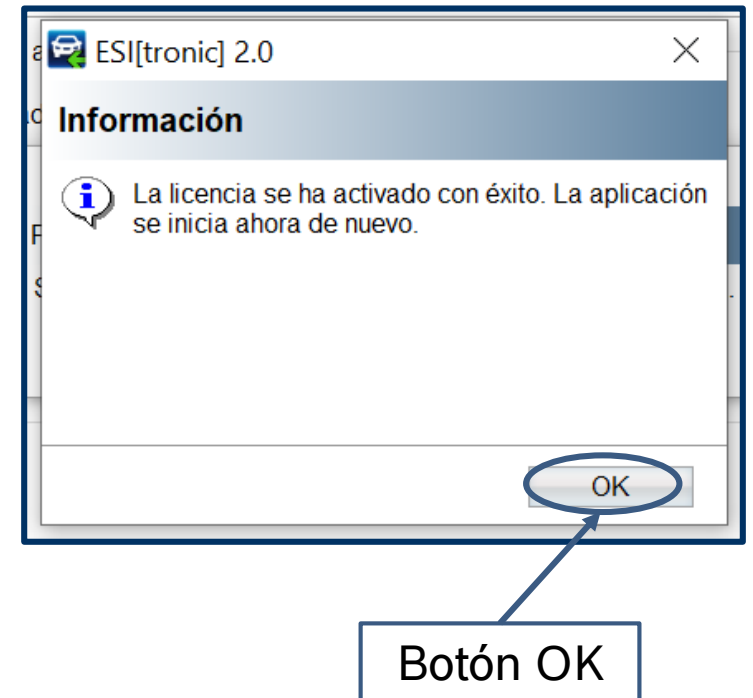 ESI[tronic] 2.0
Información
La licencia se ha activado con éxito. La aplicación
se inicia ahora de nuevo.
OK
Botón OK